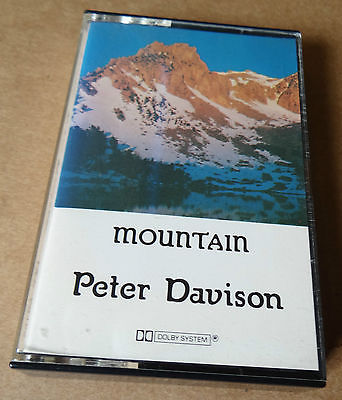 mountain
Peter Davison
DOLBY SYSTEM®